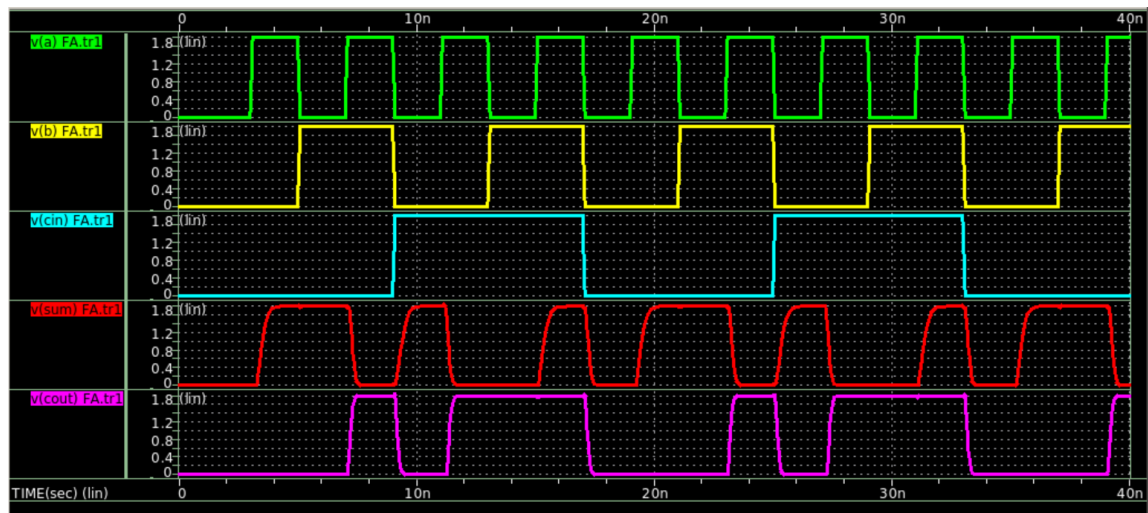 0 10n 20n 30n 40n
v(a) FA.tr1 1.8 (lin)
1.2
0.8
0.4
0
v(b) FA.tr1 1.8 (lin)
1.2
0.8
0.4
0
v(cin) FA.tr1 1.8 (lin)
1.2
0.8
0.4
0
v(sum) FA.tr1 1.8 (lin)
1.2
0.8
0.4
0
v(cout) FA.tr1 1.8 (lin)
1.2
0.8
0.4
0
TIME(sec) (lin) 0 10n 20n 30n 40n